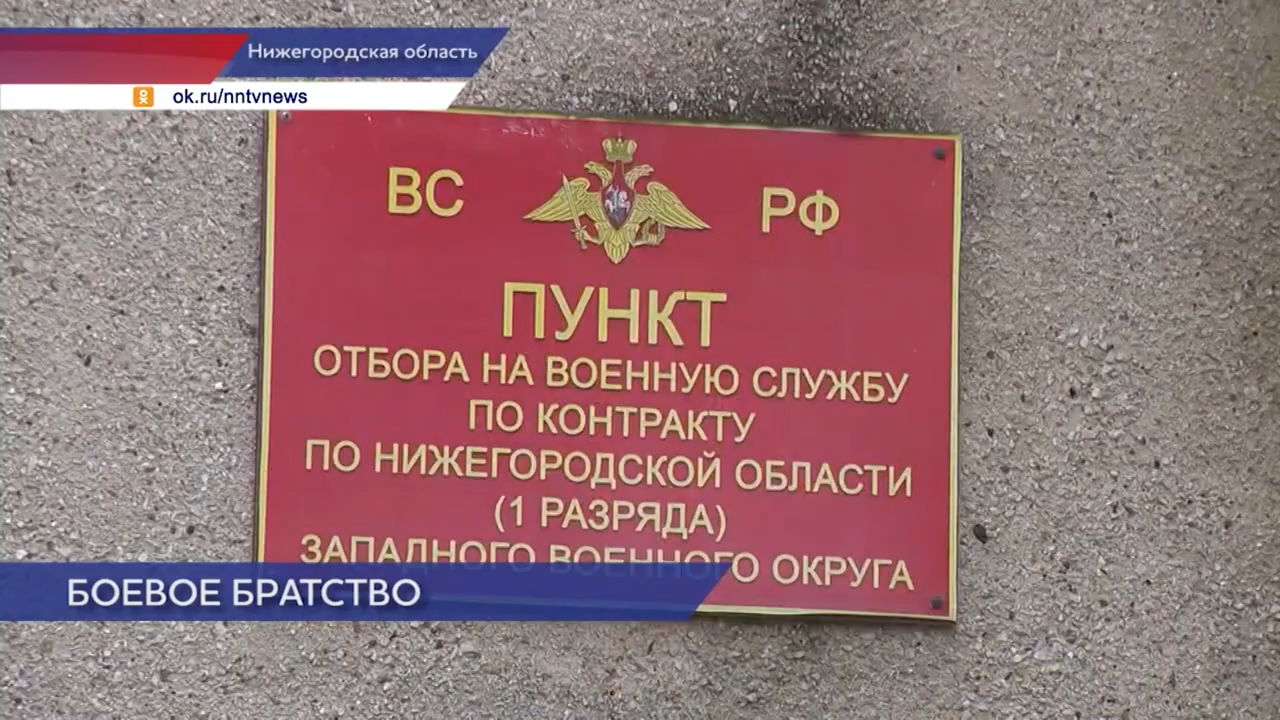 Нижегородская область
ok.ru/nntvnews
ВС РФ
ПУНКТ
ОТБОРА НА ВОЕННУЮ СЛУЖБУ
ПО КОНТРАКТУ
ПО НИЖЕГОРОДСКОЙ ОБЛАСТИ
(1 РАЗРЯДА)
ЗАПАДНОГО ВОЕННОГО ОКРУГА
БОЕВОЕ БРАТСТВО